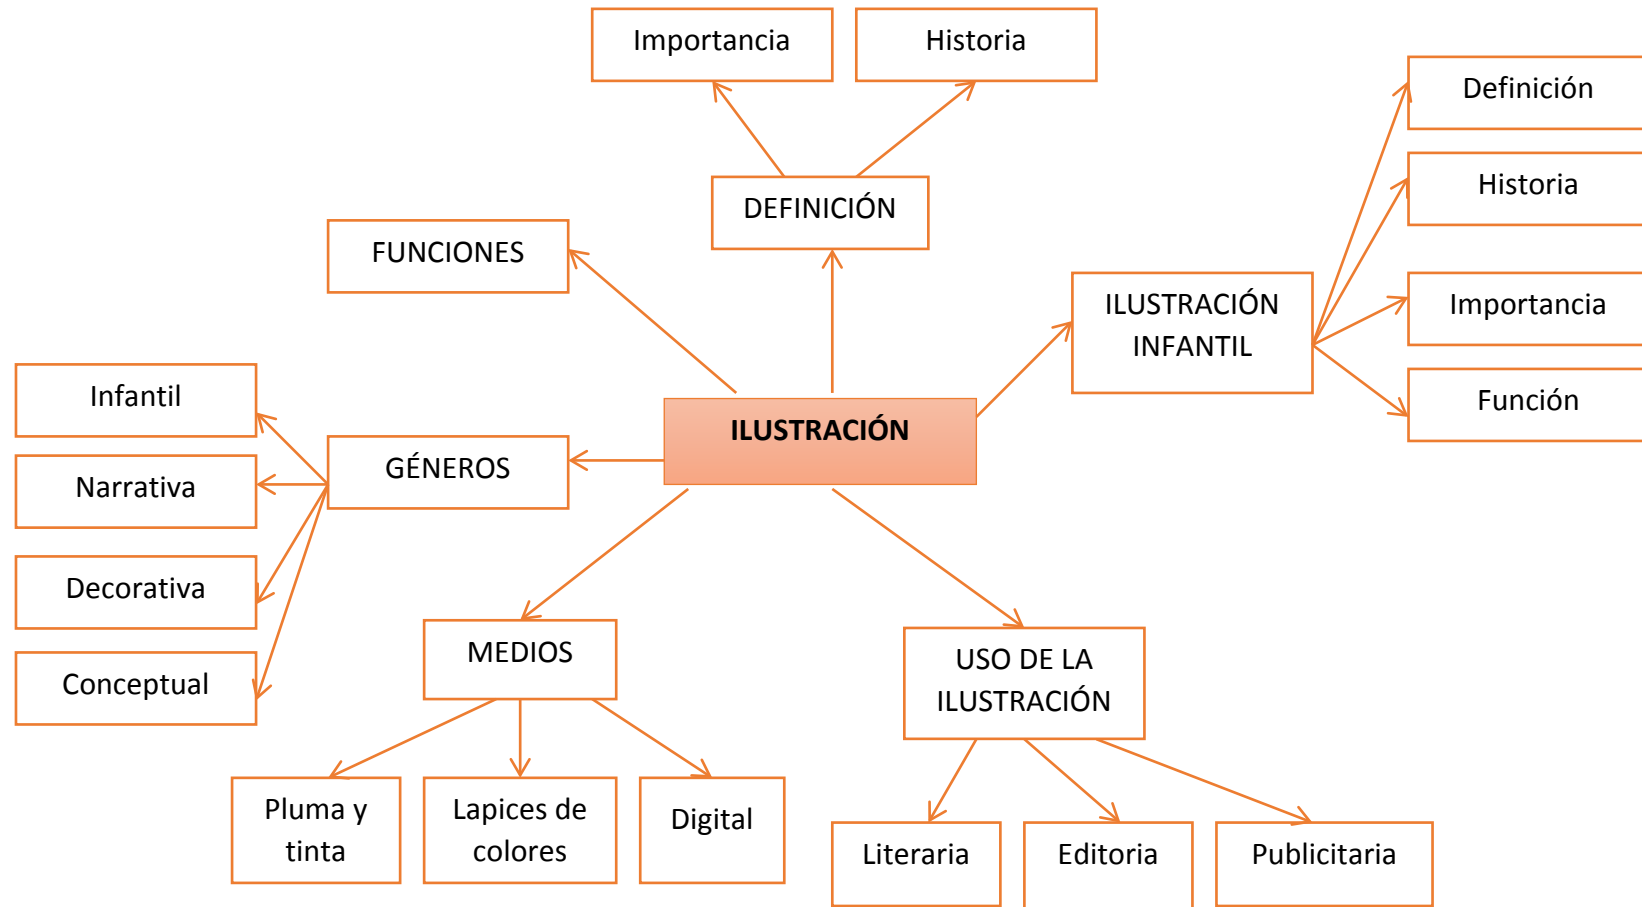 Importancia
Historia
Definición
DEFINICIÓN
Historia
FUNCIONES
ILUSTRACIÓN
INFANTIL
Importancia
Infantil
Función
ILUSTRACIÓN
GÉNEROS
Narrativa
Decorativa
Conceptual
MEDIOS
USO DE LA
ILUSTRACIÓN
Pluma y
tinta
Lapices de
colores
Digital
Literaria
Editoria
Publicitaria